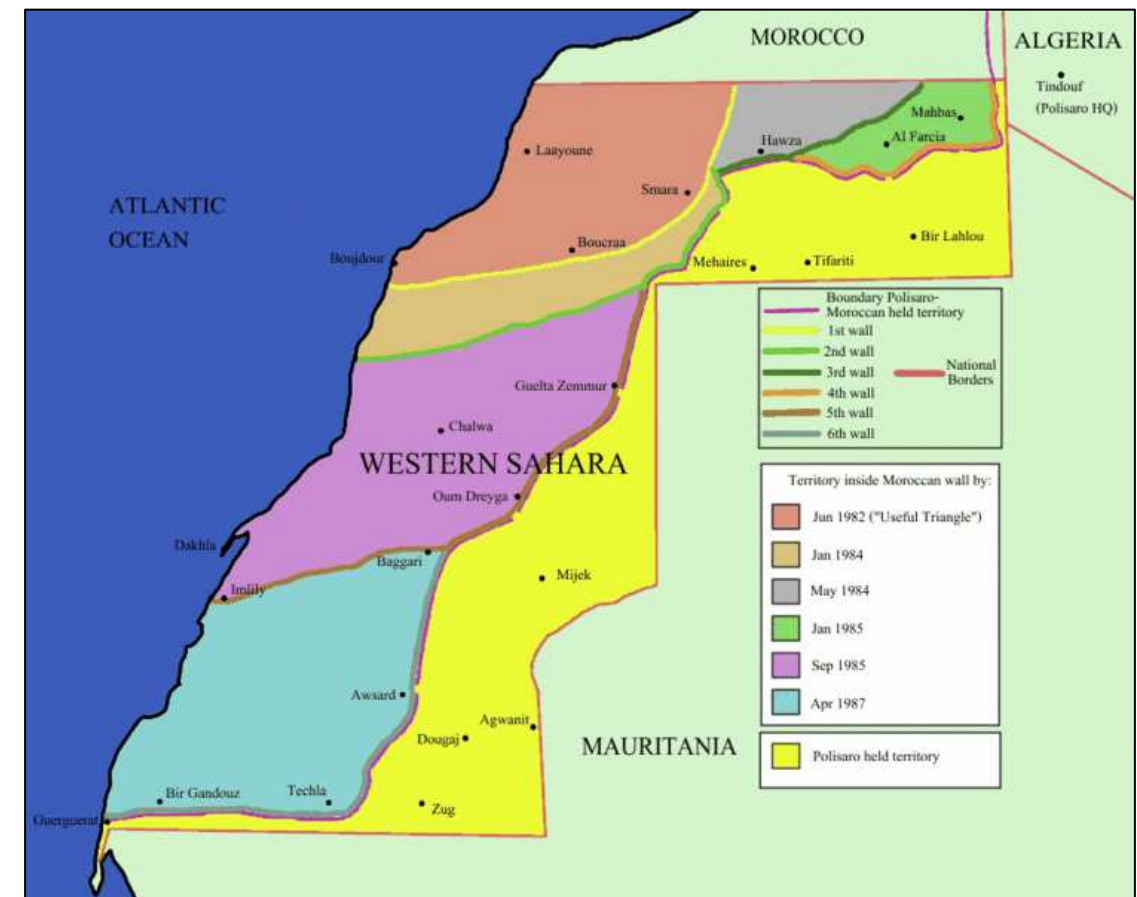 MOROCCO
ALGERIA
Tindouf
(Polisaro HQ)
Mahbas
Al Farcia
Hawza
Laayoune
Smara
ATLANTIC
OCEAN
Bir Lahlou
Boucraa
Boujdour
Mehaires
Tifariti
Boundary Polisaro-
Moroccan held territory
1st wall
2nd wall
3rd wall
4th wall
5th wall
6th wall
National
Borders
Guelta Zemmur
Chalwa
WESTERN SAHARA
Oum Dreyga
Territory inside Moroccan wall by:
Jun 1982 ("Useful Triangle")
Jan 1984
May 1984
Jan 1985
Sep 1985
Apr 1987
Polisaro held territory
Dakhla
Baggari
Imlily
Mijek
Awsard
Agwanit
Dougaj
MAURITANIA
Bir Gandouz
Techla
Zug
Guerguerat